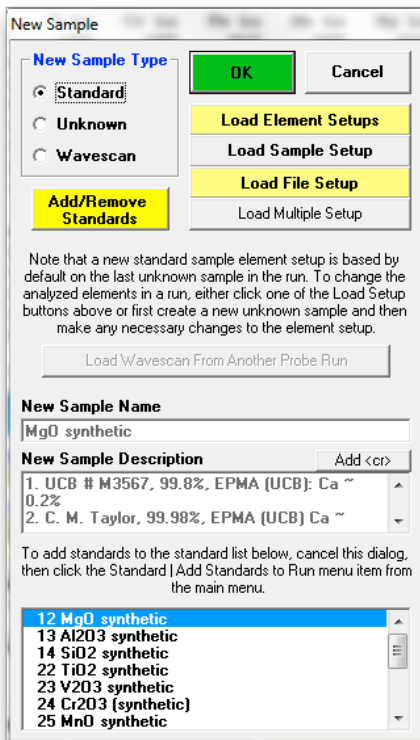 New Sample
New Sample Type
Standard
Unknown
Wavescan
OK
Cancel
Load Element Setups
Load Sample Setup
Load File Setup
Load Multiple Setup
Add/Remove
Standards
Note that a new standard sample element setup is based by
default on the last unknown sample in the run. To change the
analyzed elements in a run, either click one of the Load Setup
buttons above or first create a new unknown sample and then
make any necessary changes to the element setup.
Load Wavescan From Another Probe Run
New Sample Name
MgO synthetic
New Sample Description
Add <cr>
1. UCB # M3567, 99.8%, EPMA (UCB): Ca ~
0.2%
2. C. M. Taylor, 99.98%, EPMA (UCB) Ca ~
To add standards to the standard list below, cancel this dialog,
then click the Standard | Add Standards to Run menu item from
the main menu.
12 MgO synthetic
13 Al2O3 synthetic
14 SiO2 synthetic
22 TiO2 synthetic
23 V2O3 synthetic
24 Cr2O3 (synthetic)
25 MnO synthetic